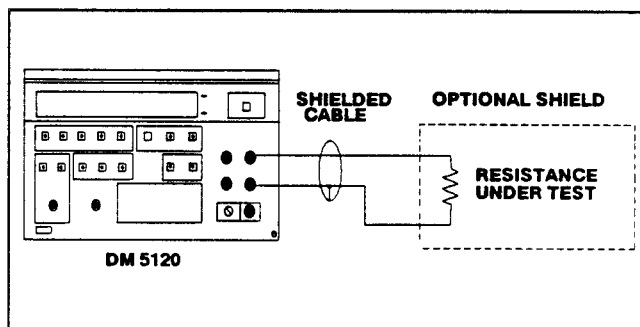 SHIELDED
CABLE
OPTIONAL SHIELD
RESISTANCE
UNDER TEST
DM 5120